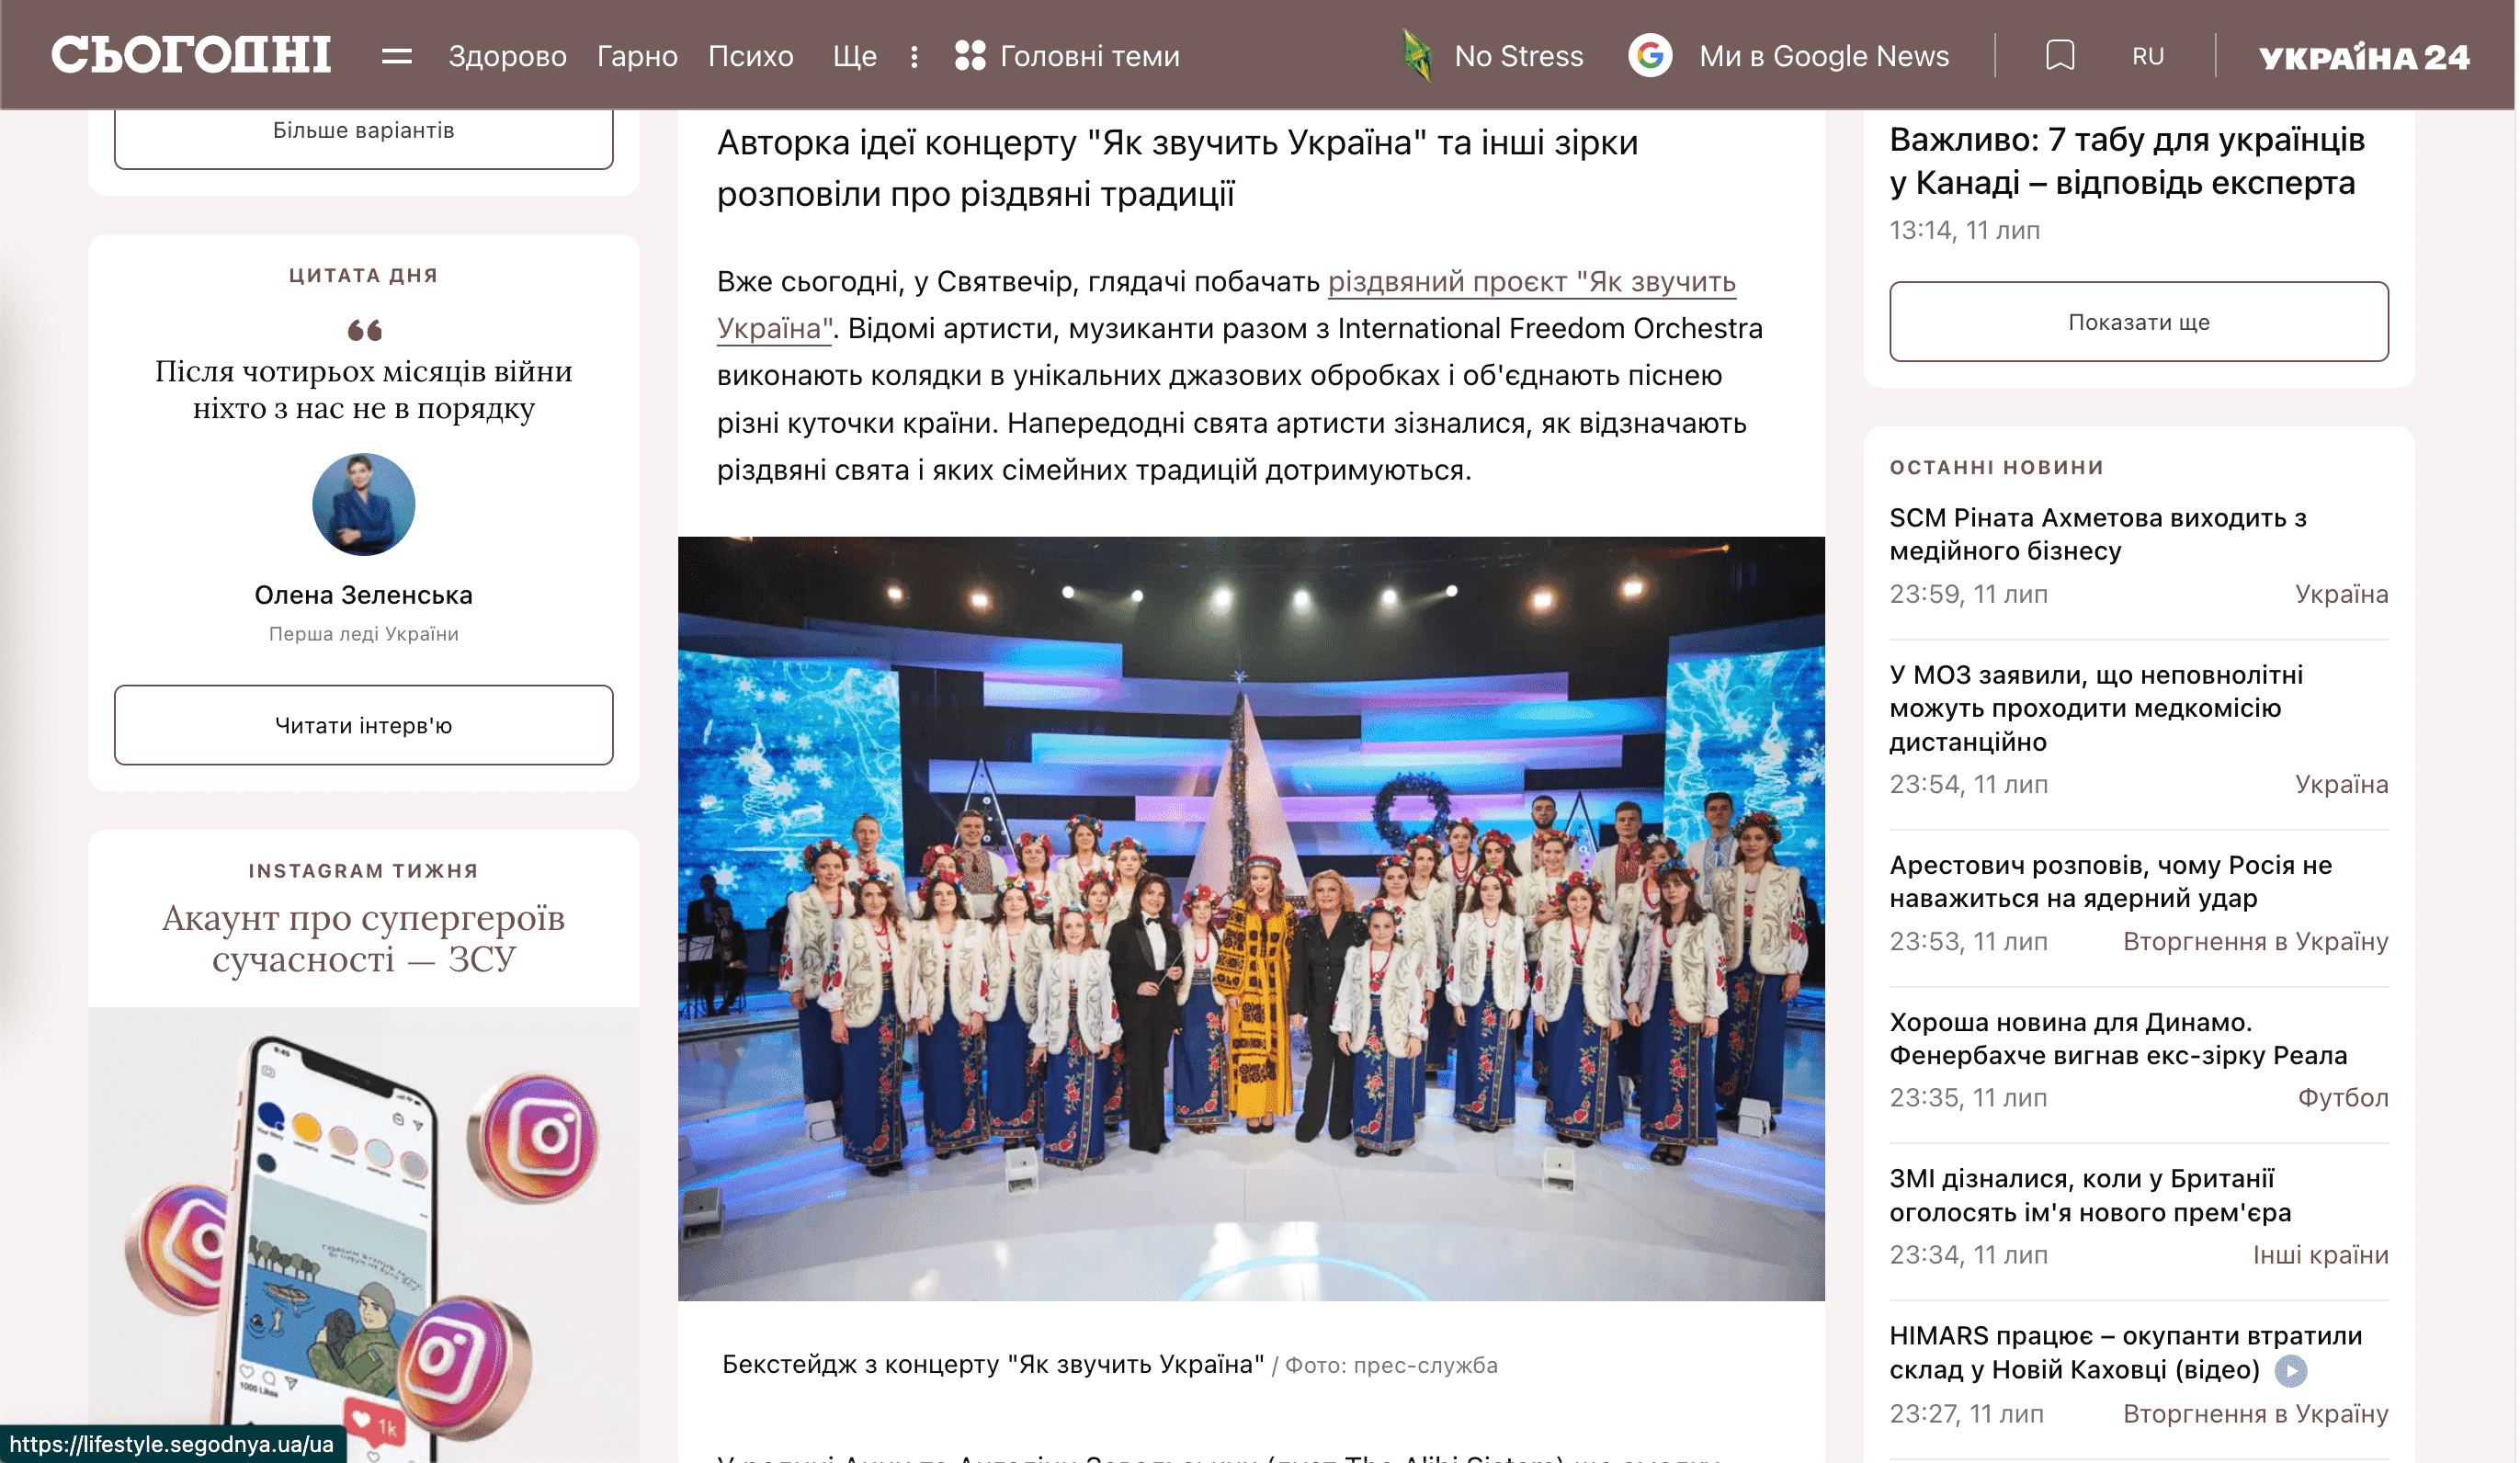 СЬОГОДНІ
Здорово
Гарно
Психо
Ще
Головні теми
No Stress
Ми в Google News
RU
УКРАЇНА 24
Більше варіантів
ЦИТАТА ДНЯ
Після чотирьох місяців війни
ніхто з нас не в порядку
Олена Зеленська
Перша леді України
Читати інтерв'ю
INSTAGRAM ТИЖНЯ
Акаунт про супергероїв
сучасності — ЗСУ
9:45
1000 Likes
1k
https://lifestyle.segodnya.ua/ua
Авторка ідеї концерту "Як звучить Україна" та інші зірки
розповіли про різдвяні традиції
Вже сьогодні, у Святвечір, глядачі побачать різдвяний проєкт "Як звучить
Україна". Відомі артисти, музиканти разом з International Freedom Orchestra
виконають колядки в унікальних джазових обробках і об'єднають піснею
різні куточки країни. Напередодні свята артисти зізналися, як відзначають
різдвяні свята і яких сімейних традицій дотримуються.
Бекстейдж з концерту "Як звучить Україна" / Фото: прес-служба
Важливо: 7 табу для українців
у Канаді – відповідь експерта
13:14, 11 лип
Показати ще
ОСТАННІ НОВИНИ
SCM Ріната Ахметова виходить з
медійного бізнесу
23:59, 11 лип Україна
У МОЗ заявили, що неповнолітні
можуть проходити медкомісію
дистанційно
23:54, 11 лип Україна
Арестович розповів, чому Росія не
наважиться на ядерний удар
23:53, 11 лип Вторгнення в Україну
Хороша новина для Динамо.
Фенербахче вигнав екс-зірку Реала
23:35, 11 лип Футбол
ЗМІ дізналися, коли у Британії
оголосять ім'я нового прем'єра
23:34, 11 лип Інші країни
HIMARS працює – окупанти втратили
склад у Новій Каховці (відео)
23:27, 11 лип Вторгнення в Україну